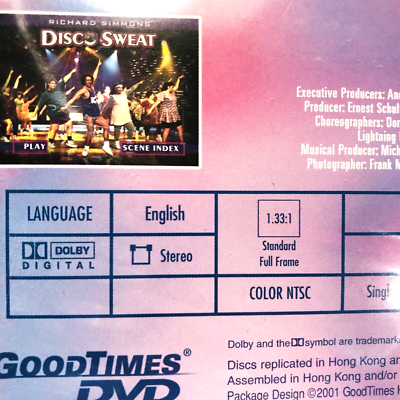 RICHARD SIMMONS
DISCO SWEAT
PLAY
SCENE INDEX
Executive Producers:
Producer: Ernest
Choreographers:
Lightning
Musical Producer:
Photographer: Frank
LANGUAGE
English
1.33:1
Standard
Full Frame
DOLBY
DIGITAL
Stereo
COLOR NTSC
Dolby and the symbol are
Discs replicated in Hong Kong
Assembled in Hong Kong and/or
Package Design ©2001 GoodTimes
GOODTIMES®
DVD